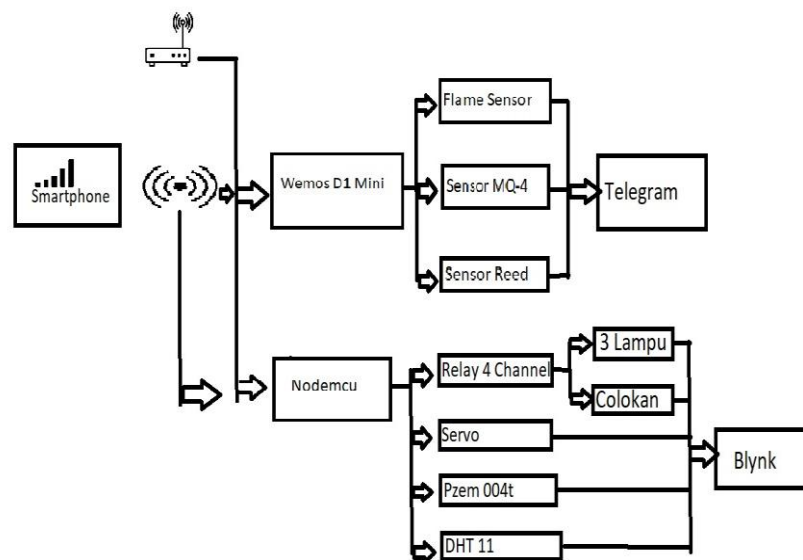 Smartphone
Wemos D1 Mini
Flame Sensor
Sensor MQ-4
Sensor Reed
Telegram
Nodemcu
Relay 4 Channel
3 Lampu
Colokan
Servo
Pzem 004t
DHT 11
Blynk